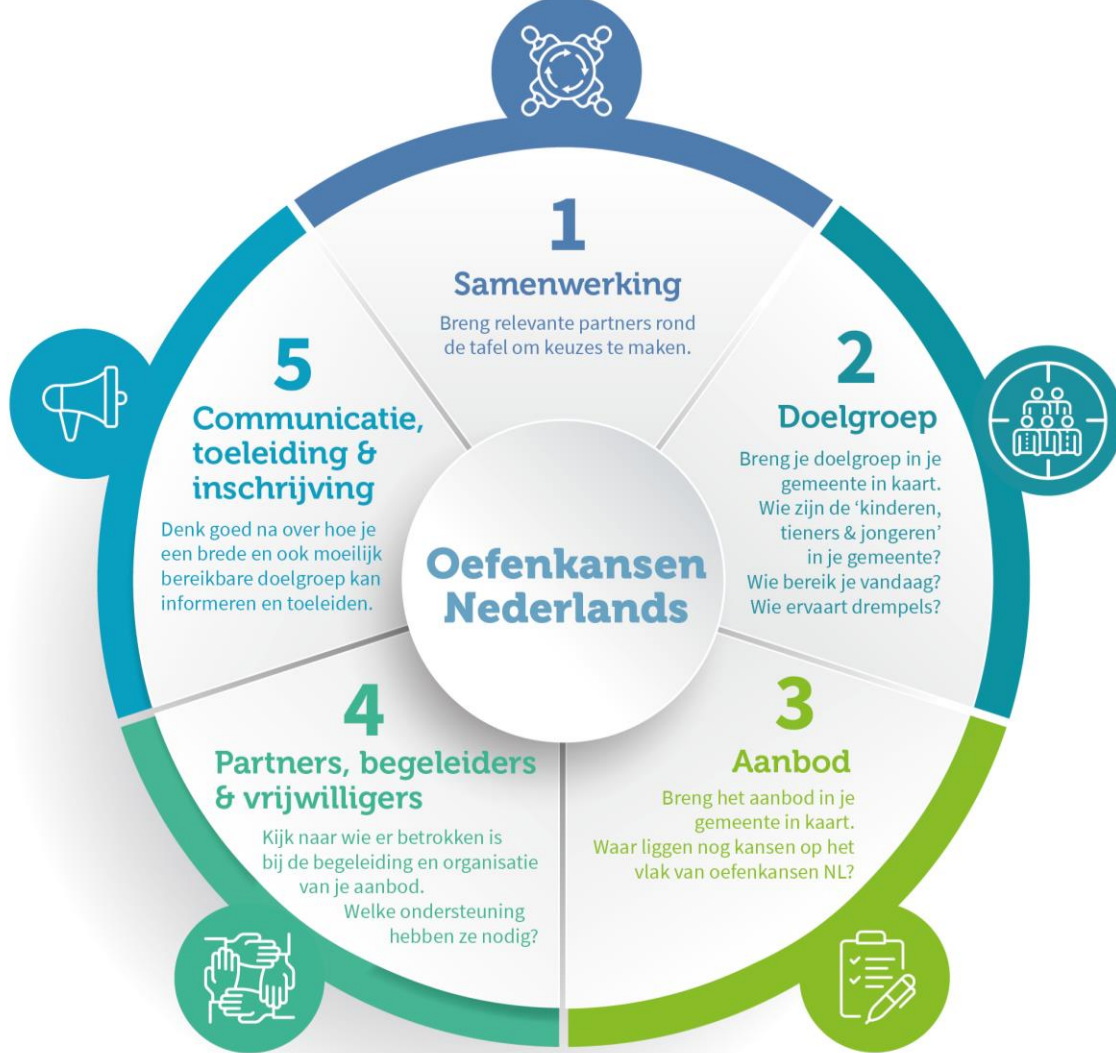 1
Samenwerking
Breng relevante partners rond
de tafel om keuzes te maken.
2
Doelgroep
Breng je doelgroep in je
gemeente in kaart.
Wie zijn de ‘kinderen,
tieners & jongeren’
in je gemeente?
Wie bereik je vandaag?
Wie ervaart drempels?
3
Aanbod
Breng het aanbod in je
gemeente in kaart.
Waar liggen nog kansen op het
vlak van oefenkansen NL?
4
Partners, begeleiders
& vrijwilligers
Kijk naar wie er betrokken is
bij de begeleiding en organisatie
van je aanbod.
Welke ondersteuning
hebben ze nodig?
5
Communicatie,
toeleiding &
inschrijving
Denk goed na over hoe je
een brede en ook moeilijk
bereikbare doelgroep kan
informeren en toeleiden.
Oefenkansen
Nederlands